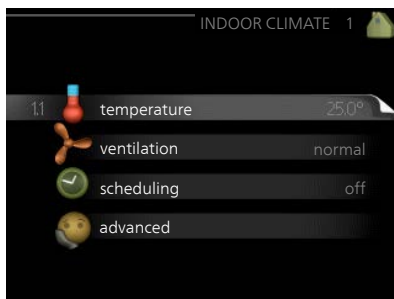 INDOOR CLIMATE 1
1.1 temperature 25.0°
ventilation normal
scheduling off
advanced